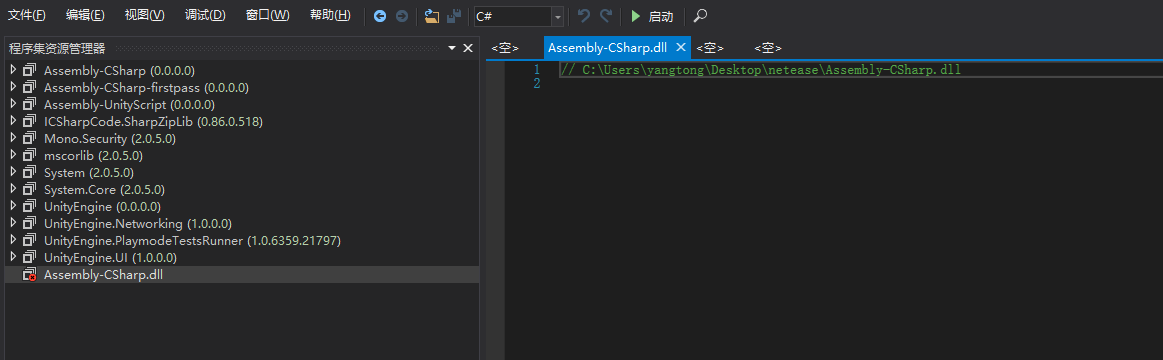 文件(F) 编辑(E) 视图(V) 调试(D) 窗口(W) 帮助(H) C# 启动
程序集资源管理器
Assembly-CSharp (0.0.0.0)
Assembly-CSharp-firstpass (0.0.0.0)
Assembly-UnityScript (0.0.0.0)
ICSharpCode.SharpZipLib (0.86.0.518)
Mono.Security (2.0.5.0)
mscorlib (2.0.5.0)
System (2.0.5.0)
System.Core (2.0.5.0)
UnityEngine (0.0.0.0)
UnityEngine.Networking (1.0.0.0)
UnityEngine.PlaymodeTestsRunner (1.0.6359.21797)
UnityEngine.UI (1.0.0.0)
Assembly-CSharp.dll
<空> Assembly-CSharp.dll <空> <空>
1 // C:\Users\yangtong\Desktop\netease\Assembly-CSharp.dll
2